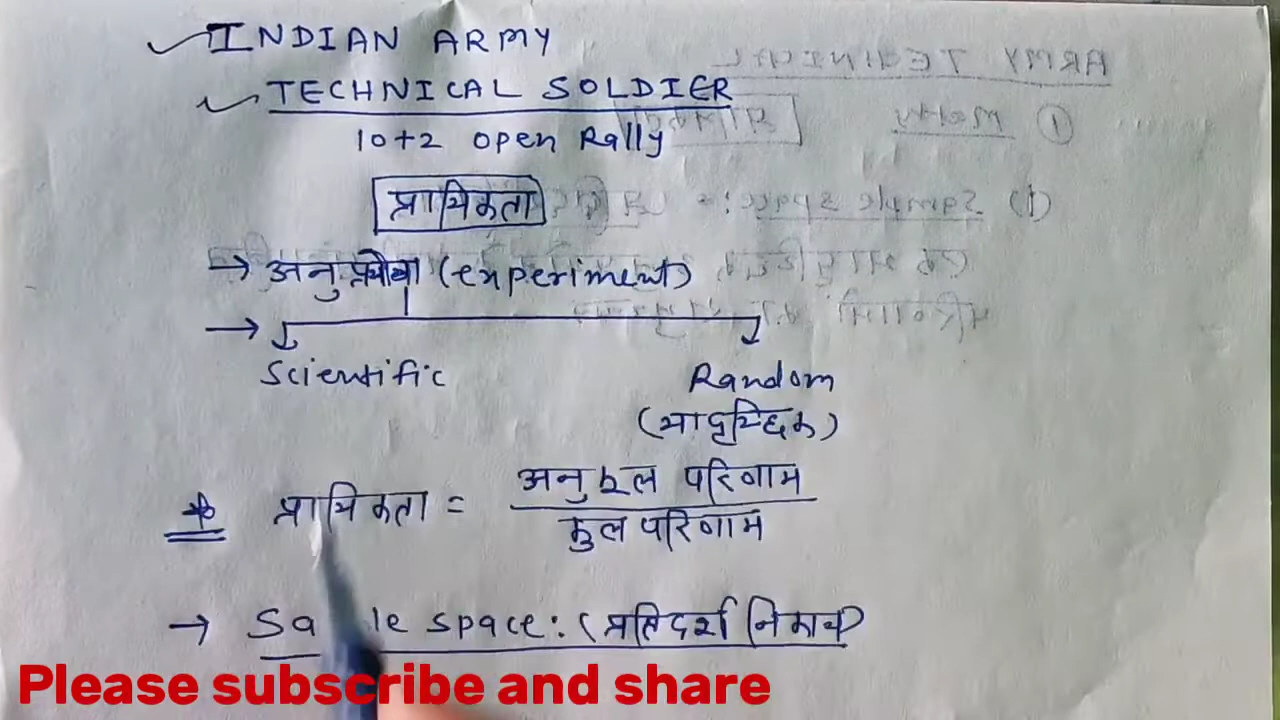 INDIAN ARMY
TECHNICAL SOLDIER
10+2 open Rally
प्रायिकता
→ अनुप्रयोग (experiment)
→
Scientific
Random
(यादृच्छिक)
* प्रायिकता = अनुकूल परिणाम
कुल परिणाम
→ Sa le space: (प्रतिदर्श निकाय)
Please subscribe and share